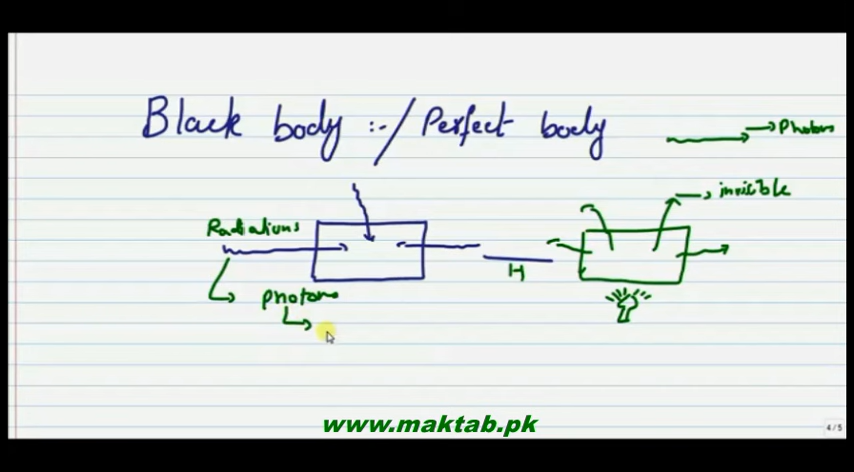 Black body :-/ Perfect body
Photons
invisible
Radiations
H
photons
www.maktab.pk
4/5